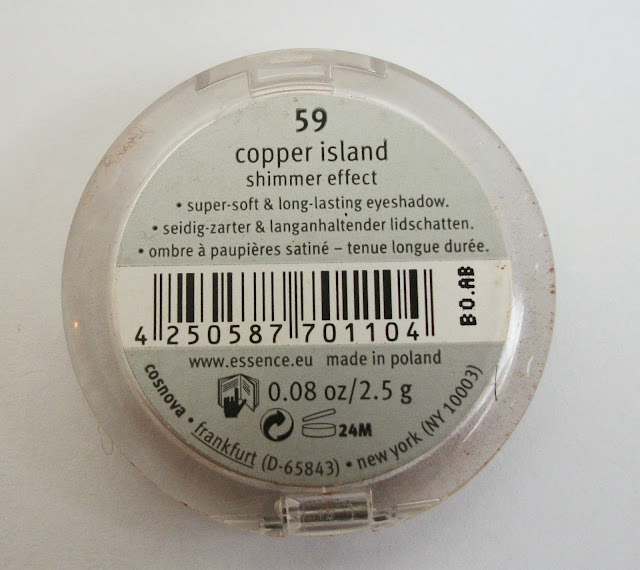 59
copper island
shimmer effect
• super-soft & long-lasting eyeshadow.
• seidig-zarter & langanhaltender lidschatten.
• ombre à paupières satiné – tenue longue durée.
4 250587 701104
BO.AB
www.essence.eu made in poland
0.08 oz/2.5 g
24M
cosnova • frankfurt (D-65843) • new york (NY 10003)